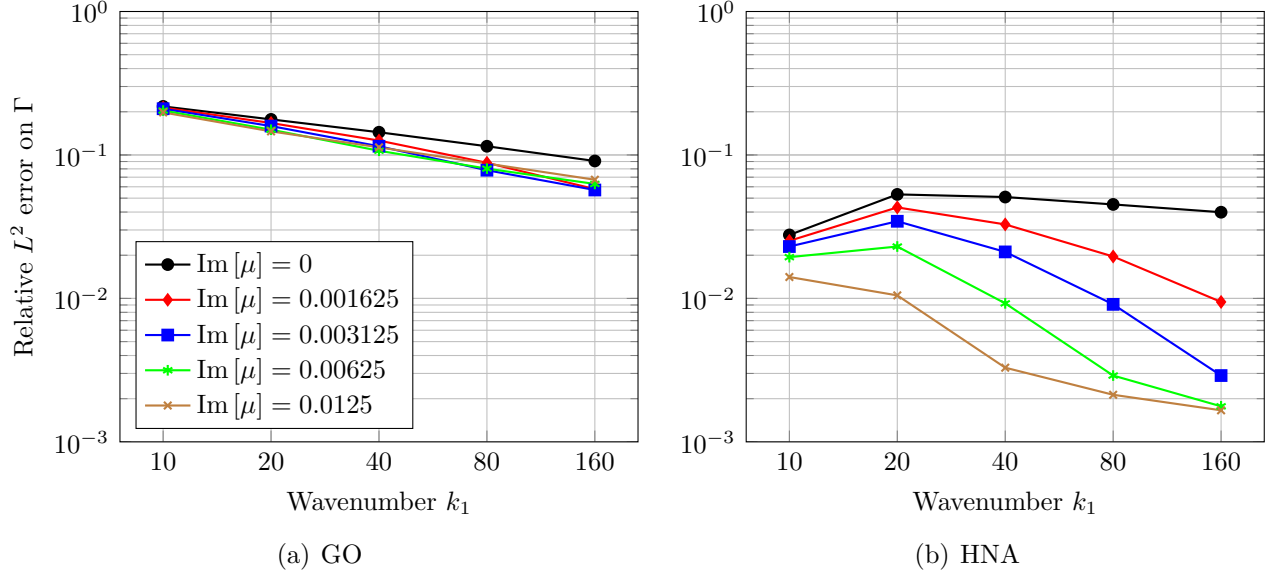 10^0
10^{-1}
10^{-2}
10^{-3}
Relative L^2 error on Γ
Im [μ] = 0
Im [μ] = 0.001625
Im [μ] = 0.003125
Im [μ] = 0.00625
Im [μ] = 0.0125
10 20 40 80 160
Wavenumber k_1
(a) GO
10^0
10^{-1}
10^{-2}
10^{-3}
10 20 40 80 160
Wavenumber k_1
(b) HNA